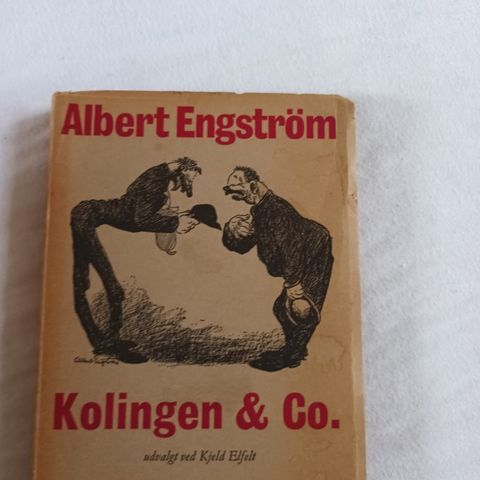 Albert Engström
Kolingen & Co.
udvalgt ved Kjeld Elfelt